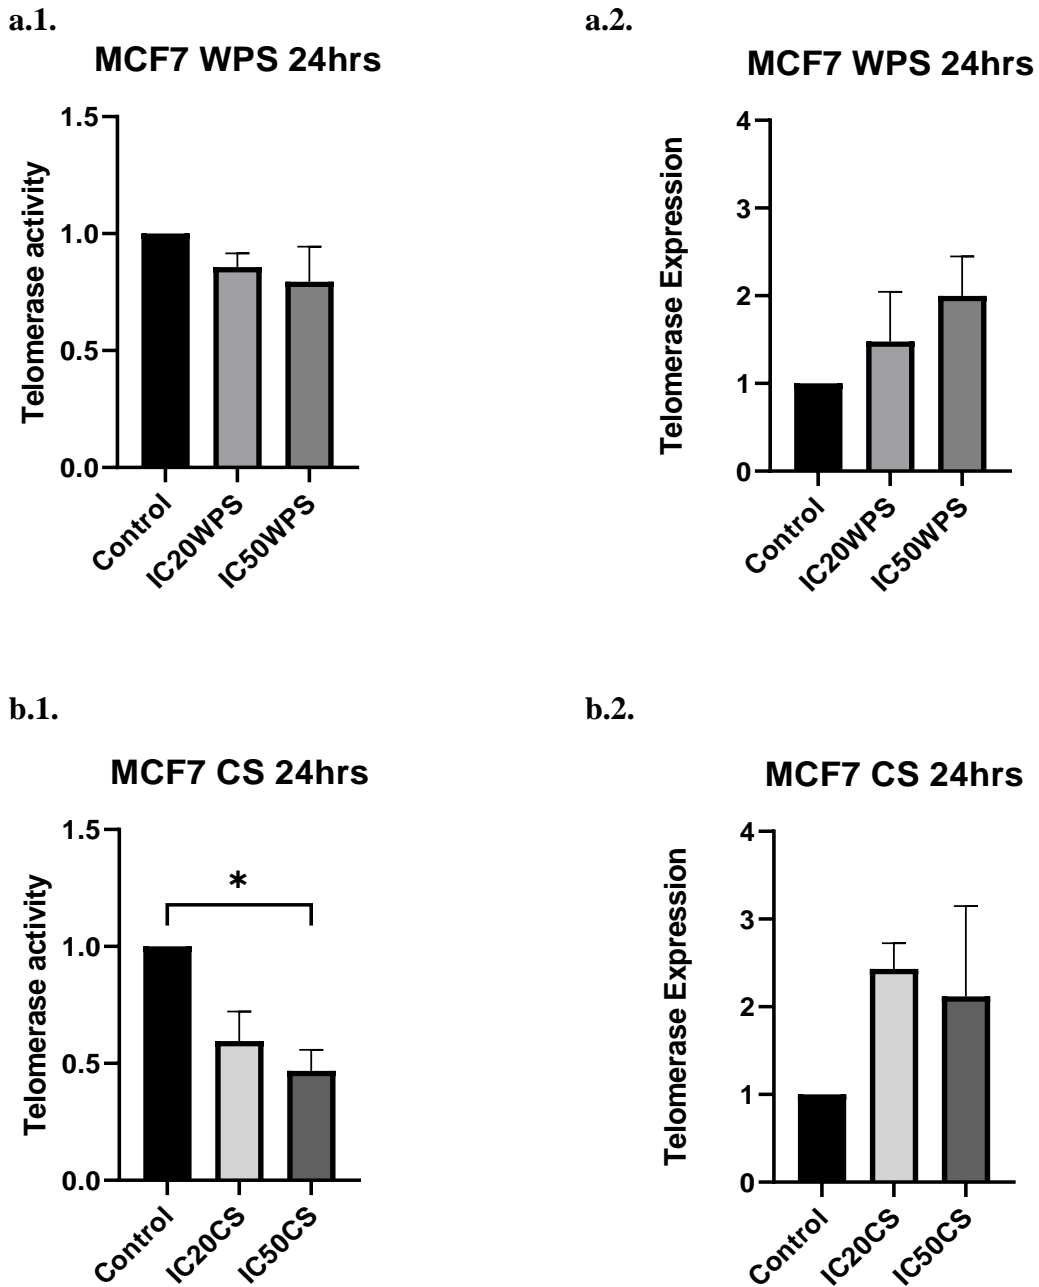 a.1.
MCF7 WPS 24hrs
Telomerase activity
1.5
1.0
0.5
0.0
Control
IC20WPS
IC50WPS
a.2.
MCF7 WPS 24hrs
Telomerase Expression
4
3
2
1
0
Control
IC20WPS
IC50WPS
b.1.
MCF7 CS 24hrs
Telomerase activity
1.5
1.0
0.5
0.0
*
Control
IC20CS
IC50CS
b.2.
MCF7 CS 24hrs
Telomerase Expression
4
3
2
1
0
Control
IC20CS
IC50CS